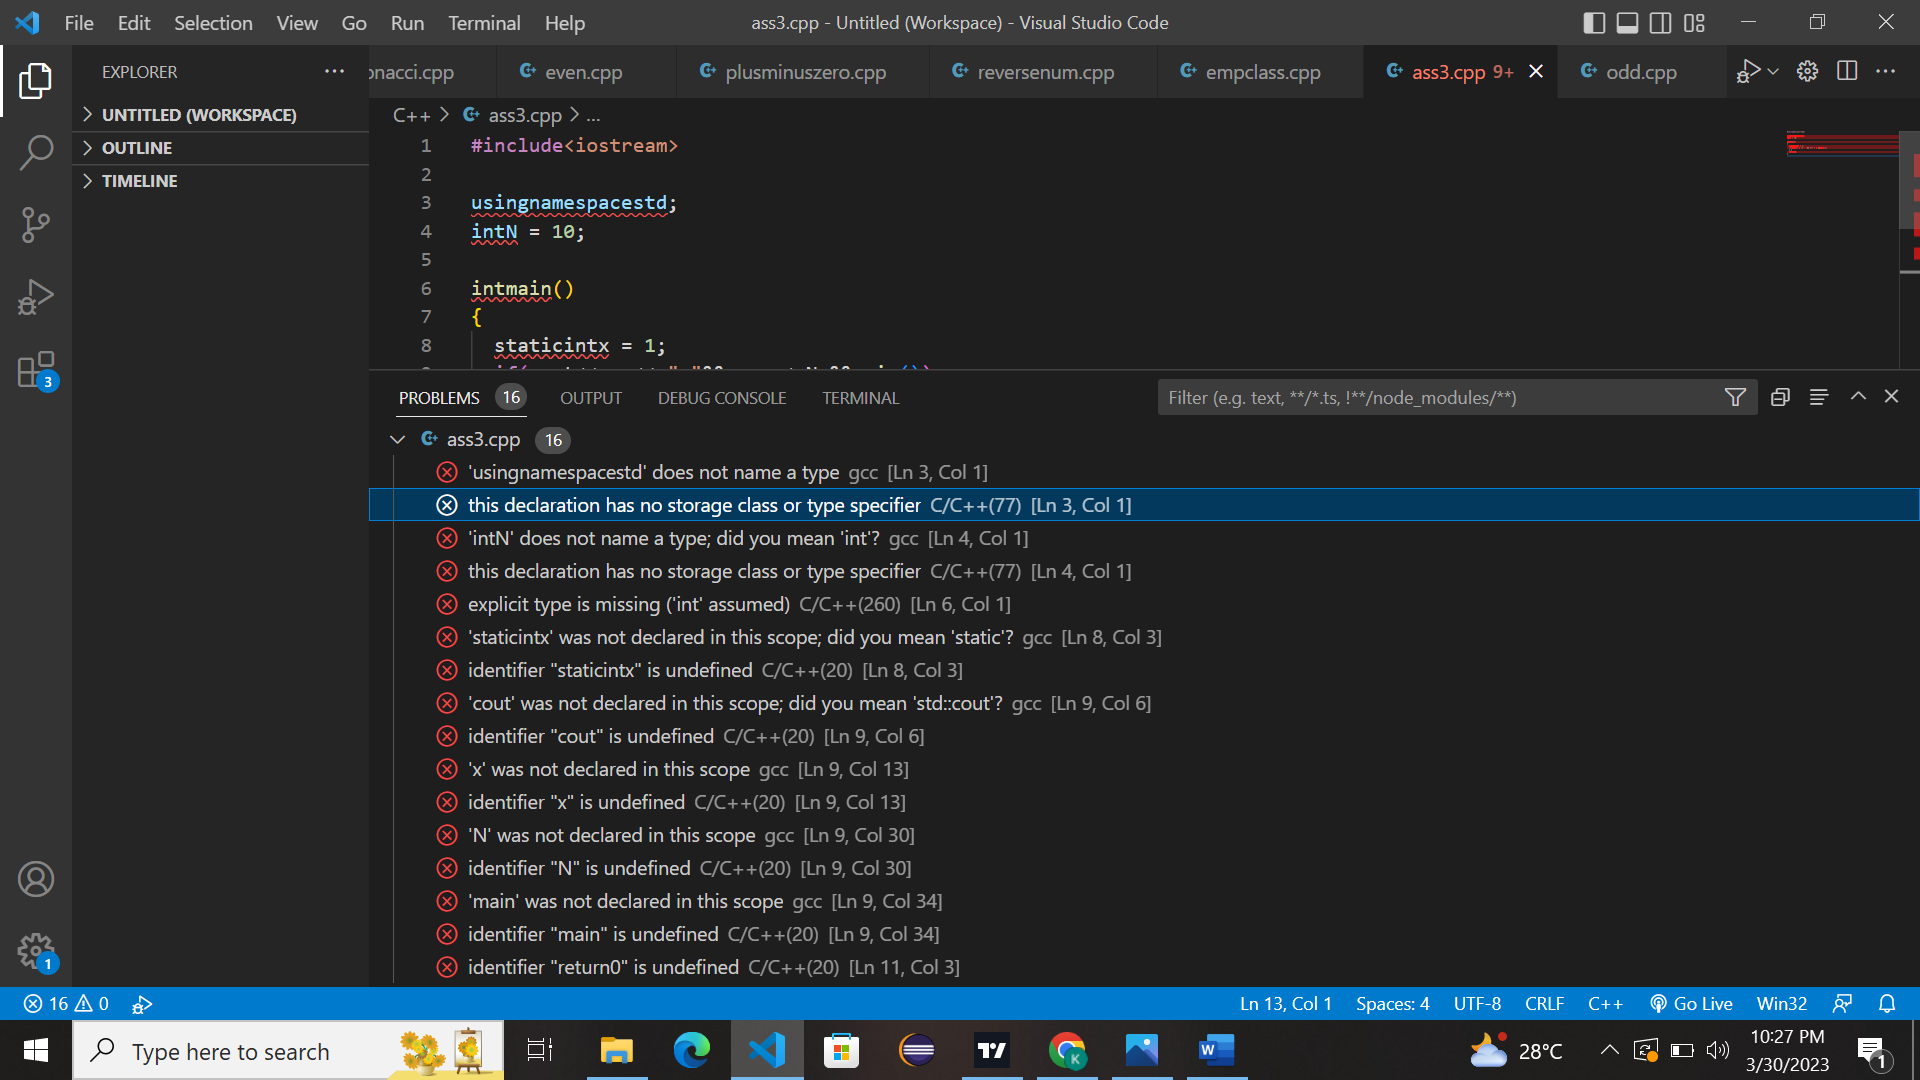 File Edit Selection View Go Run Terminal Help ass3.cpp - Untitled (Workspace) - Visual Studio Code
EXPLORER
onacci.cpp even.cpp plusminuszero.cpp reversenum.cpp empclass.cpp ass3.cpp 9+ odd.cpp
UNTITLED (WORKSPACE)
OUTLINE
TIMELINE
C++ > ass3.cpp > ...
1 #include<iostream>
2
3 usingnamespacestd;
4 intN = 10;
5
6 intmain()
7 {
8 staticintx = 1;
PROBLEMS 16 OUTPUT DEBUG CONSOLE TERMINAL Filter (e.g. text, **/*.ts, !**/node_modules/**)
ass3.cpp 16
'usingnamespacestd' does not name a type gcc [Ln 3, Col 1]
this declaration has no storage class or type specifier C/C++(77) [Ln 3, Col 1]
'intN' does not name a type; did you mean 'int'? gcc [Ln 4, Col 1]
this declaration has no storage class or type specifier C/C++(77) [Ln 4, Col 1]
explicit type is missing ('int' assumed) C/C++(260) [Ln 6, Col 1]
'staticintx' was not declared in this scope; did you mean 'static'? gcc [Ln 8, Col 3]
identifier "staticintx" is undefined C/C++(20) [Ln 8, Col 3]
'cout' was not declared in this scope; did you mean 'std::cout'? gcc [Ln 9, Col 6]
identifier "cout" is undefined C/C++(20) [Ln 9, Col 6]
'x' was not declared in this scope gcc [Ln 9, Col 13]
identifier "x" is undefined C/C++(20) [Ln 9, Col 13]
'N' was not declared in this scope gcc [Ln 9, Col 30]
identifier "N" is undefined C/C++(20) [Ln 9, Col 30]
'main' was not declared in this scope gcc [Ln 9, Col 34]
identifier "main" is undefined C/C++(20) [Ln 9, Col 34]
identifier "return0" is undefined C/C++(20) [Ln 11, Col 3]
3
1
16 0 Ln 13, Col 1 Spaces: 4 UTF-8 CRLF C++ Go Live Win32
Type here to search
28°C
10:27 PM
3/30/2023
1